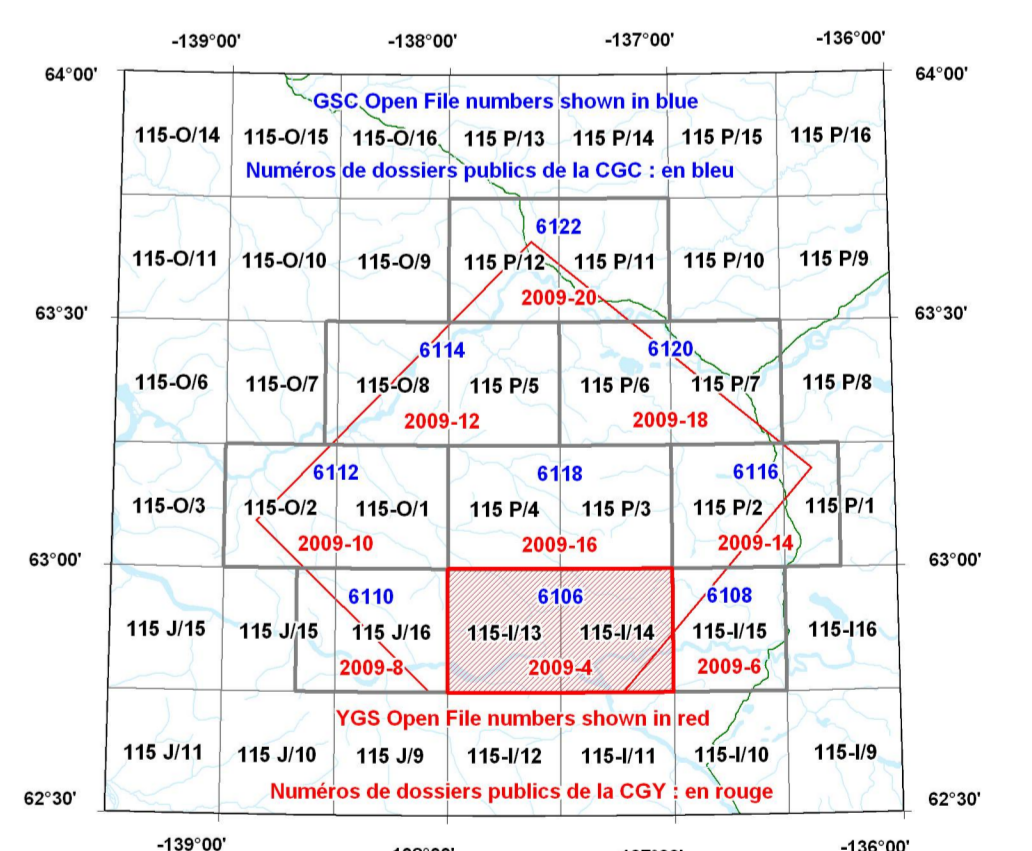 -139°00' -138°00' -137°00' -136°00'
64°00' 64°00'
GSC Open File numbers shown in blue
115-O/14 115-O/15 115-O/16 115 P/13 115 P/14 115 P/15 115 P/16
Numéros de dossiers publics de la CGC : en bleu
6122
115-O/11 115-O/10 115-O/9 115 P/12 115 P/11 115 P/10 115 P/9
2009-20
63°30' 63°30'
6114 6120
115-O/6 115-O/7 115-O/8 115 P/5 115 P/6 115 P/7 115 P/8
2009-12 2009-18
6112 6118 6116
115-O/3 115-O/2 115-O/1 115 P/4 115 P/3 115 P/2 115 P/1
2009-10 2009-16 2009-14
63°00' 63°00'
6110 6106 6108
115 J/15 115 J/15 115 J/16 115-I/13 115-I/14 115-I/15 115-I16
2009-8 2009-4 2009-6
YGS Open File numbers shown in red
115 J/11 115 J/10 115 J/9 115-I/12 115-I/11 115-I/10 115-I/9
Numéros de dossiers publics de la CGY : en rouge
62°30' 62°30'
-139°00' -136°00'